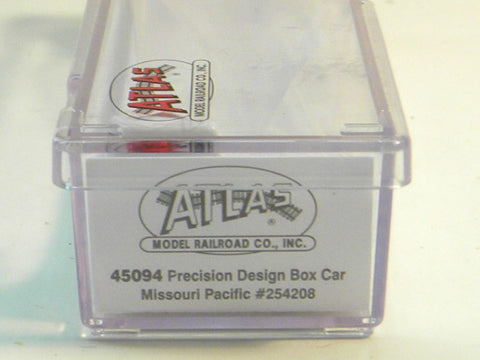 ATLAS
MODEL RAILROAD CO., INC.
ATLAS
MODEL RAILROAD CO., INC.
45094 Precision Design Box Car
Missouri Pacific #254208